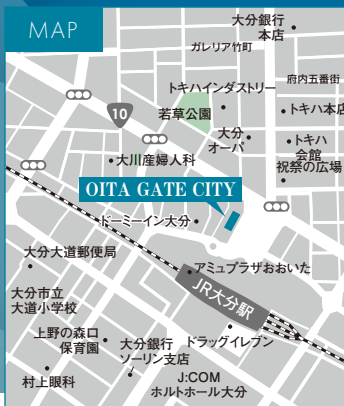 MAP
大分銀行
本店
ガレリア竹町
トキハインダストリー
府内五番街
10
若草公園
トキハ本店
大分
オーパ
トキハ
会館
大川産婦人科
祝祭の広場
OITA GATE CITY
ドーミーイン大分
大分大道郵便局
アミュプラザおおいた
大分市立
大道小学校
JR大分駅
上野の森口
保育園
大分銀行
ソーリン支店
ドラッグイレブン
村上眼科
J:COM
ホルトホール大分